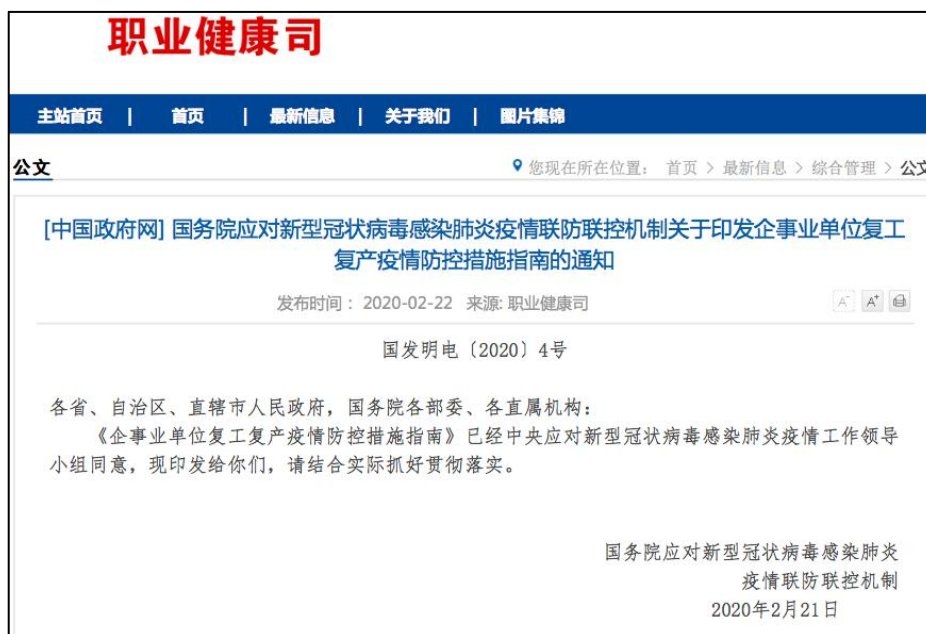 职业健康司
主站首页 | 首页 | 最新信息 | 关于我们 | 图片集锦
公文
您现在所在位置： 首页 > 最新信息 > 综合管理 > 公文
[中国政府网] 国务院应对新型冠状病毒感染肺炎疫情联防联控机制关于印发企事业单位复工
复产疫情防控措施指南的通知
发布时间： 2020-02-22 来源: 职业健康司
A- A+
国发明电〔2020〕4号
各省、自治区、直辖市人民政府，国务院各部委、各直属机构：
《企事业单位复工复产疫情防控措施指南》已经中央应对新型冠状病毒感染肺炎疫情工作领导
小组同意，现印发给你们，请结合实际抓好贯彻落实。
国务院应对新型冠状病毒感染肺炎
疫情联防联控机制
2020年2月21日